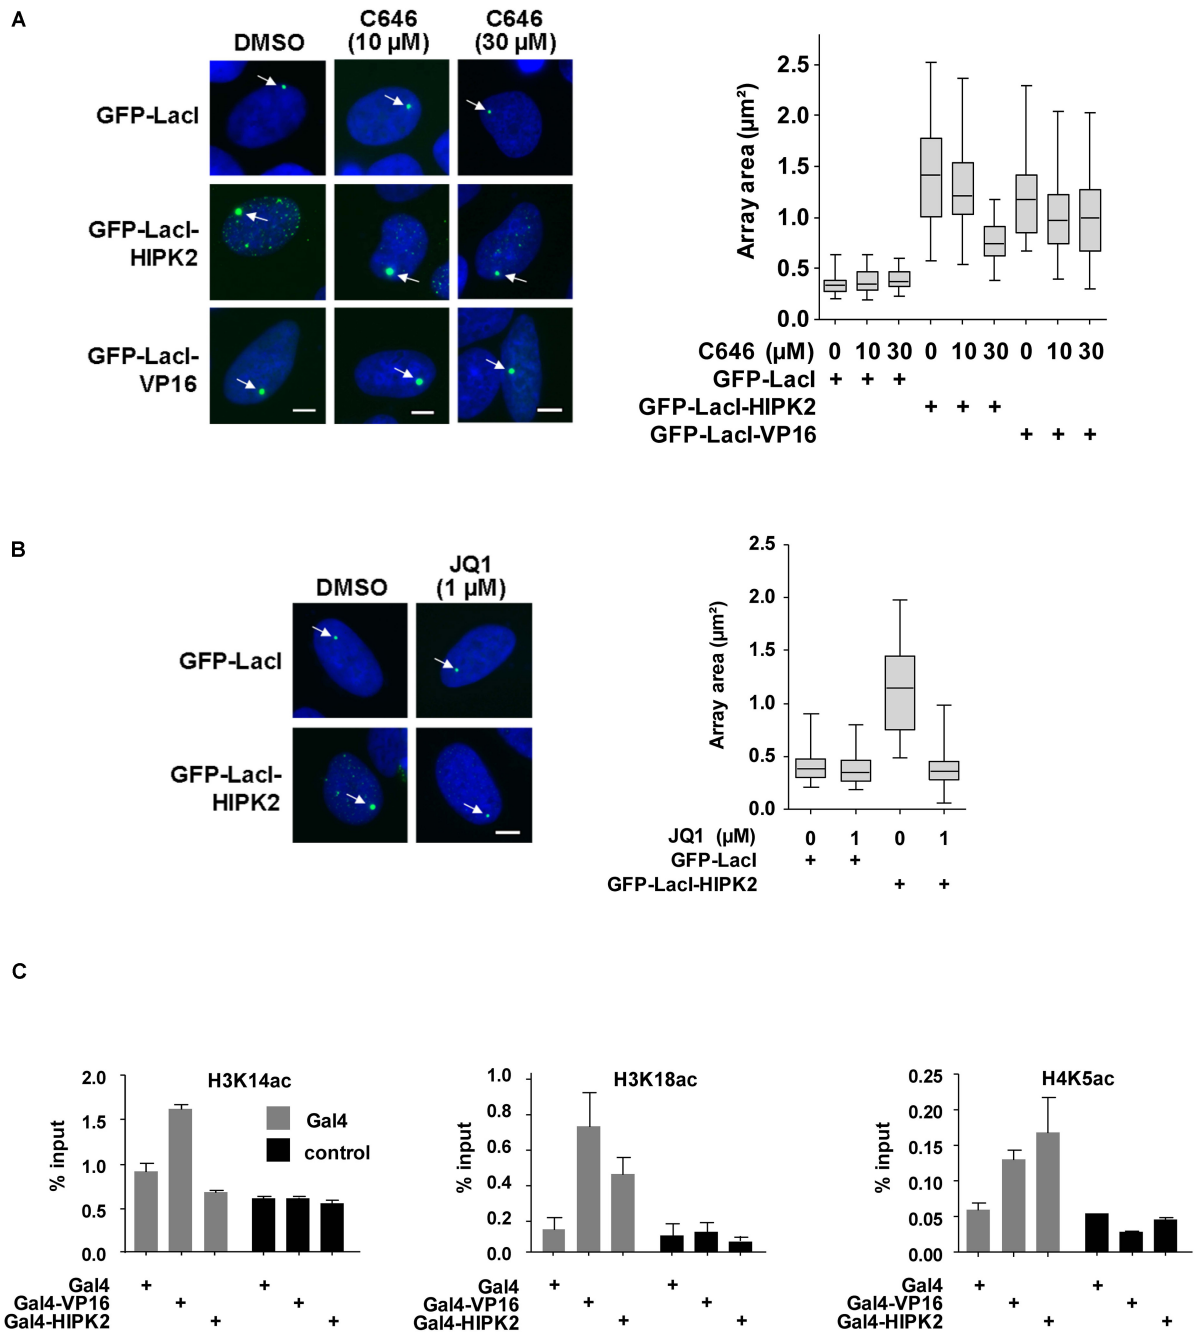 A
DMSO
C646
(10 µM)
C646
(30 µM)
GFP-LacI
GFP-LacI-
HIPK2
GFP-LacI-
VP16
Array area (µm²)
2.5
2.0
1.5
1.0
0.5
0.0
C646 (µM) 0 10 30 0 10 30 0 10 30
GFP-LacI + + +
GFP-LacI-HIPK2 + + +
GFP-LacI-VP16 + + +
B
DMSO
JQ1
(1 µM)
GFP-LacI
GFP-LacI-
HIPK2
Array area (µm²)
2.5
2.0
1.5
1.0
0.5
0.0
JQ1 (µM) 0 1 0 1
GFP-LacI + +
GFP-LacI-HIPK2 + +
C
H3K14ac
% input
2.0
1.5
1.0
0.5
0.0
Gal4
control
Gal4 + +
Gal4-VP16 + +
Gal4-HIPK2 + +
H3K18ac
% input
1.0
0.8
0.6
0.4
0.2
0.0
Gal4 + +
Gal4-VP16 + +
Gal4-HIPK2 + +
H4K5ac
% input
0.25
0.20
0.15
0.10
0.05
0.00
Gal4 + +
Gal4-VP16 + +
Gal4-HIPK2 + +